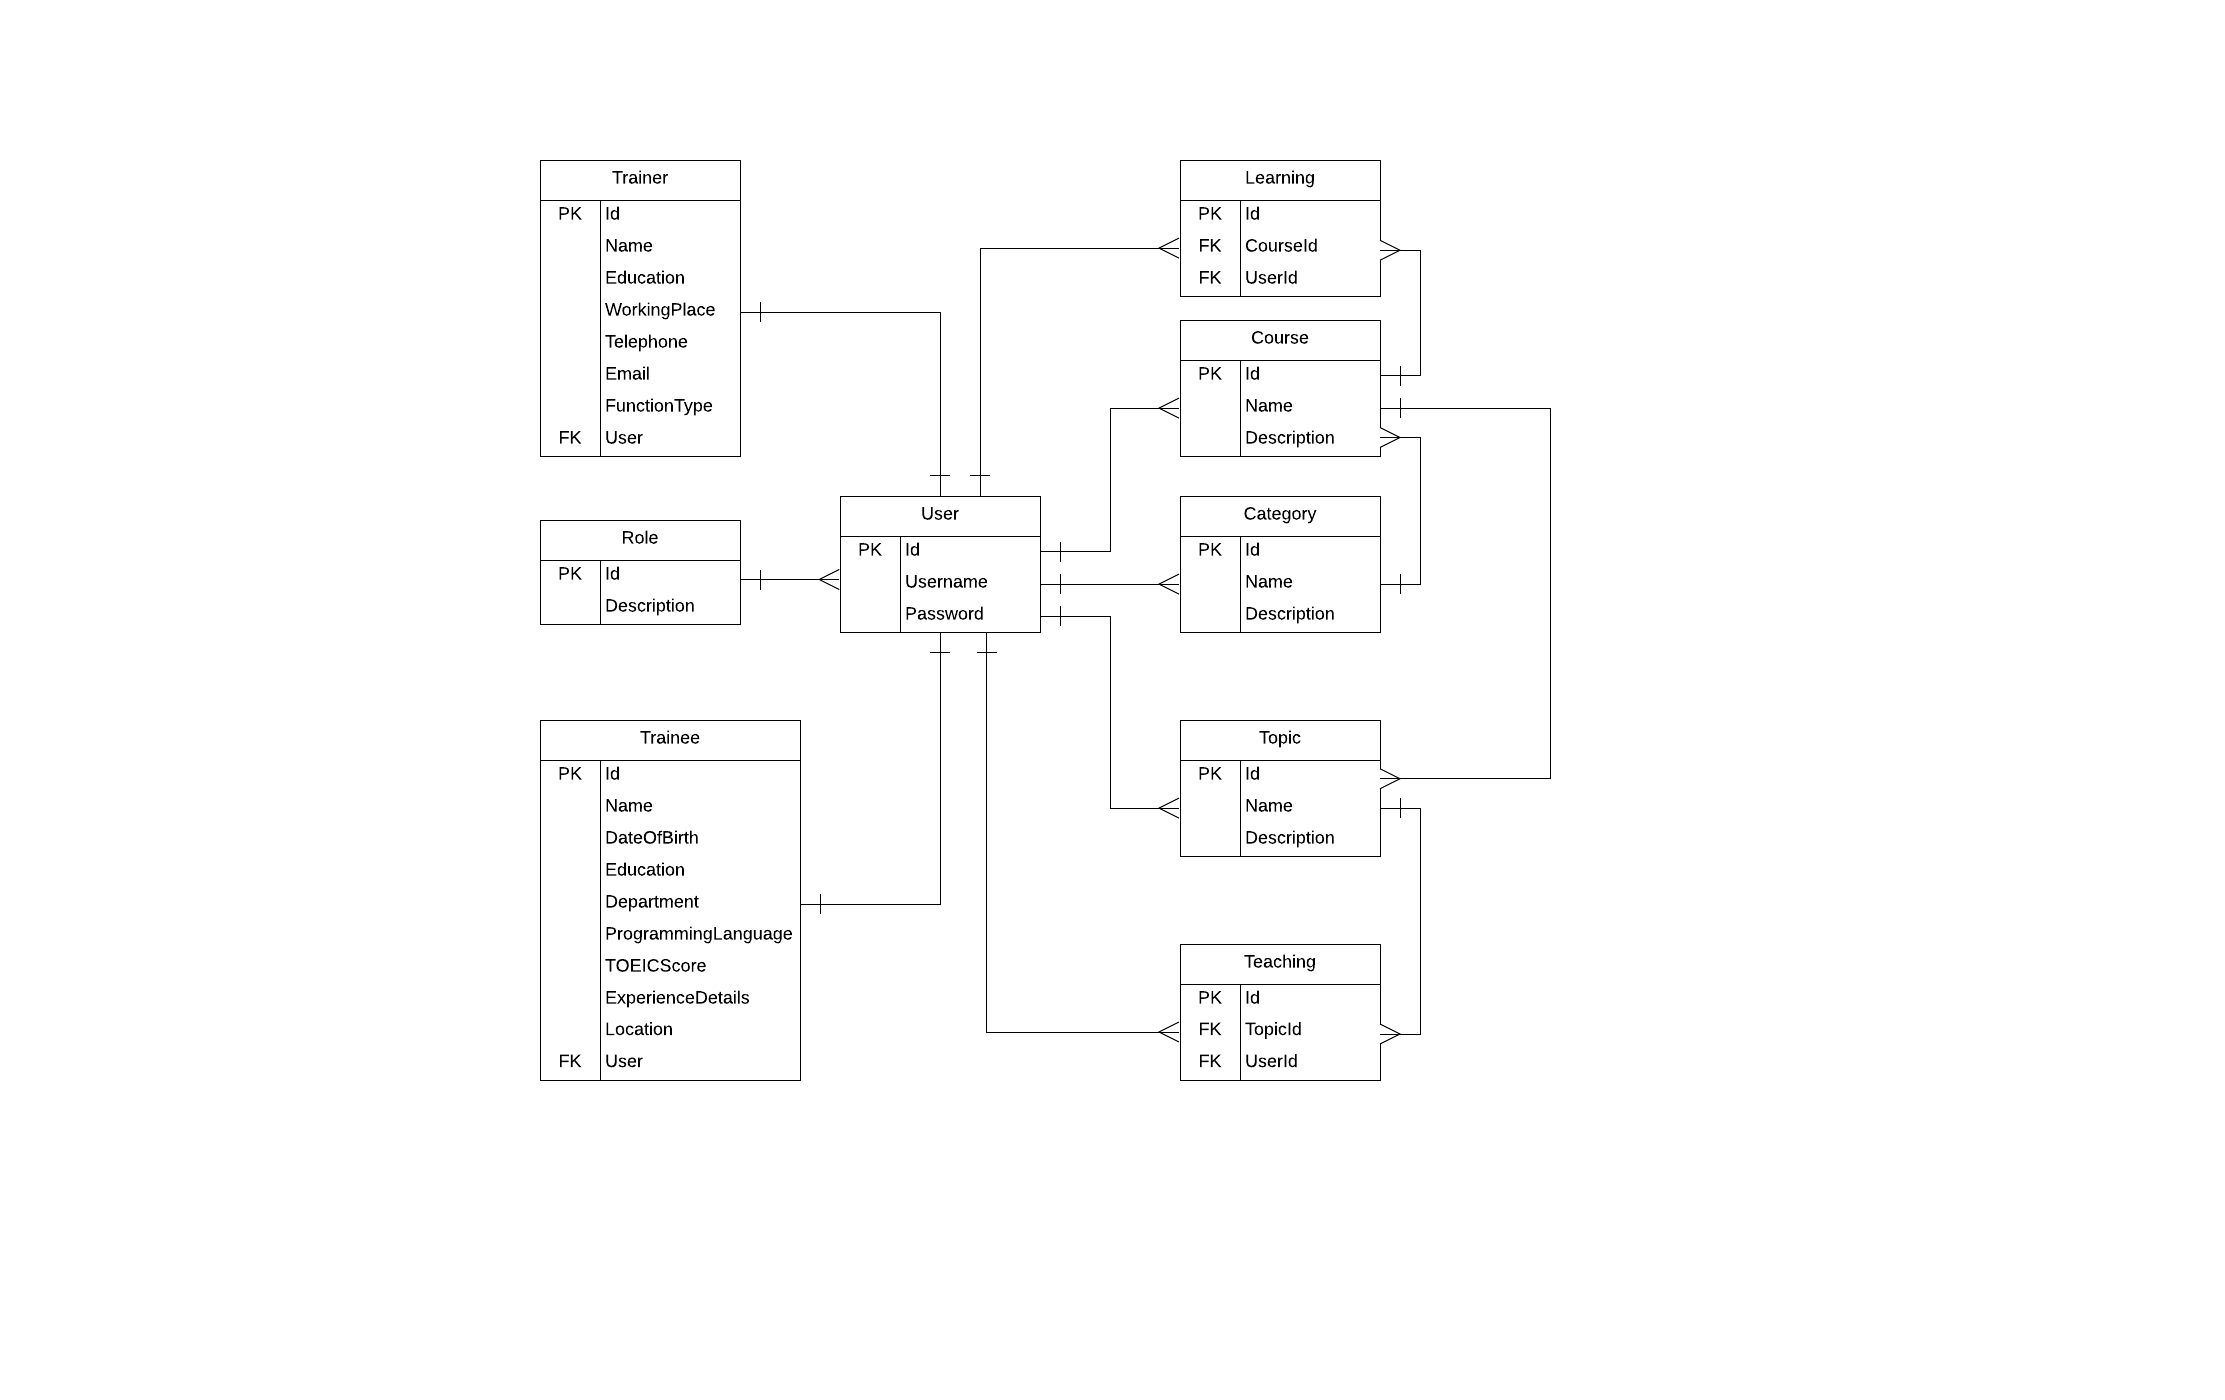 Trainer
PK Id
Name
Education
WorkingPlace
Telephone
Email
FunctionType
FK User
Role
PK Id
Description
Trainee
PK Id
Name
DateOfBirth
Education
Department
ProgrammingLanguage
TOEICScore
ExperienceDetails
Location
FK User
User
PK Id
Username
Password
Learning
PK Id
FK CourseId
FK UserId
Course
PK Id
Name
Description
Category
PK Id
Name
Description
Topic
PK Id
Name
Description
Teaching
PK Id
FK TopicId
FK UserId